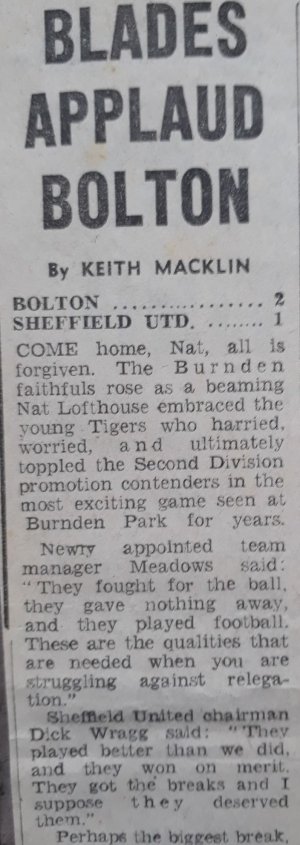 BLADES
APPLAUD
BOLTON
By KEITH MACKLIN
BOLTON ................ 2
SHEFFIELD UTD. ........ 1
COME home, Nat, all is
forgiven. The Burnden
faithfuls rose as a beaming
Nat Lofthouse embraced the
young Tigers who harried,
worried, and ultimately
toppled the Second Division
promotion contenders in the
most exciting game seen at
Burnden Park for years.
Newly appointed team
manager Meadows said:
"They fought for the ball,
they gave nothing away,
and they played football.
These are the qualities that
are needed when you are
struggling against relega-
tion."
Sheffield United chairman
Dick Wragg said: "They
played better than we did,
and they won on merit.
They got the breaks and I
suppose they deserved
them."
Perhaps the biggest break,